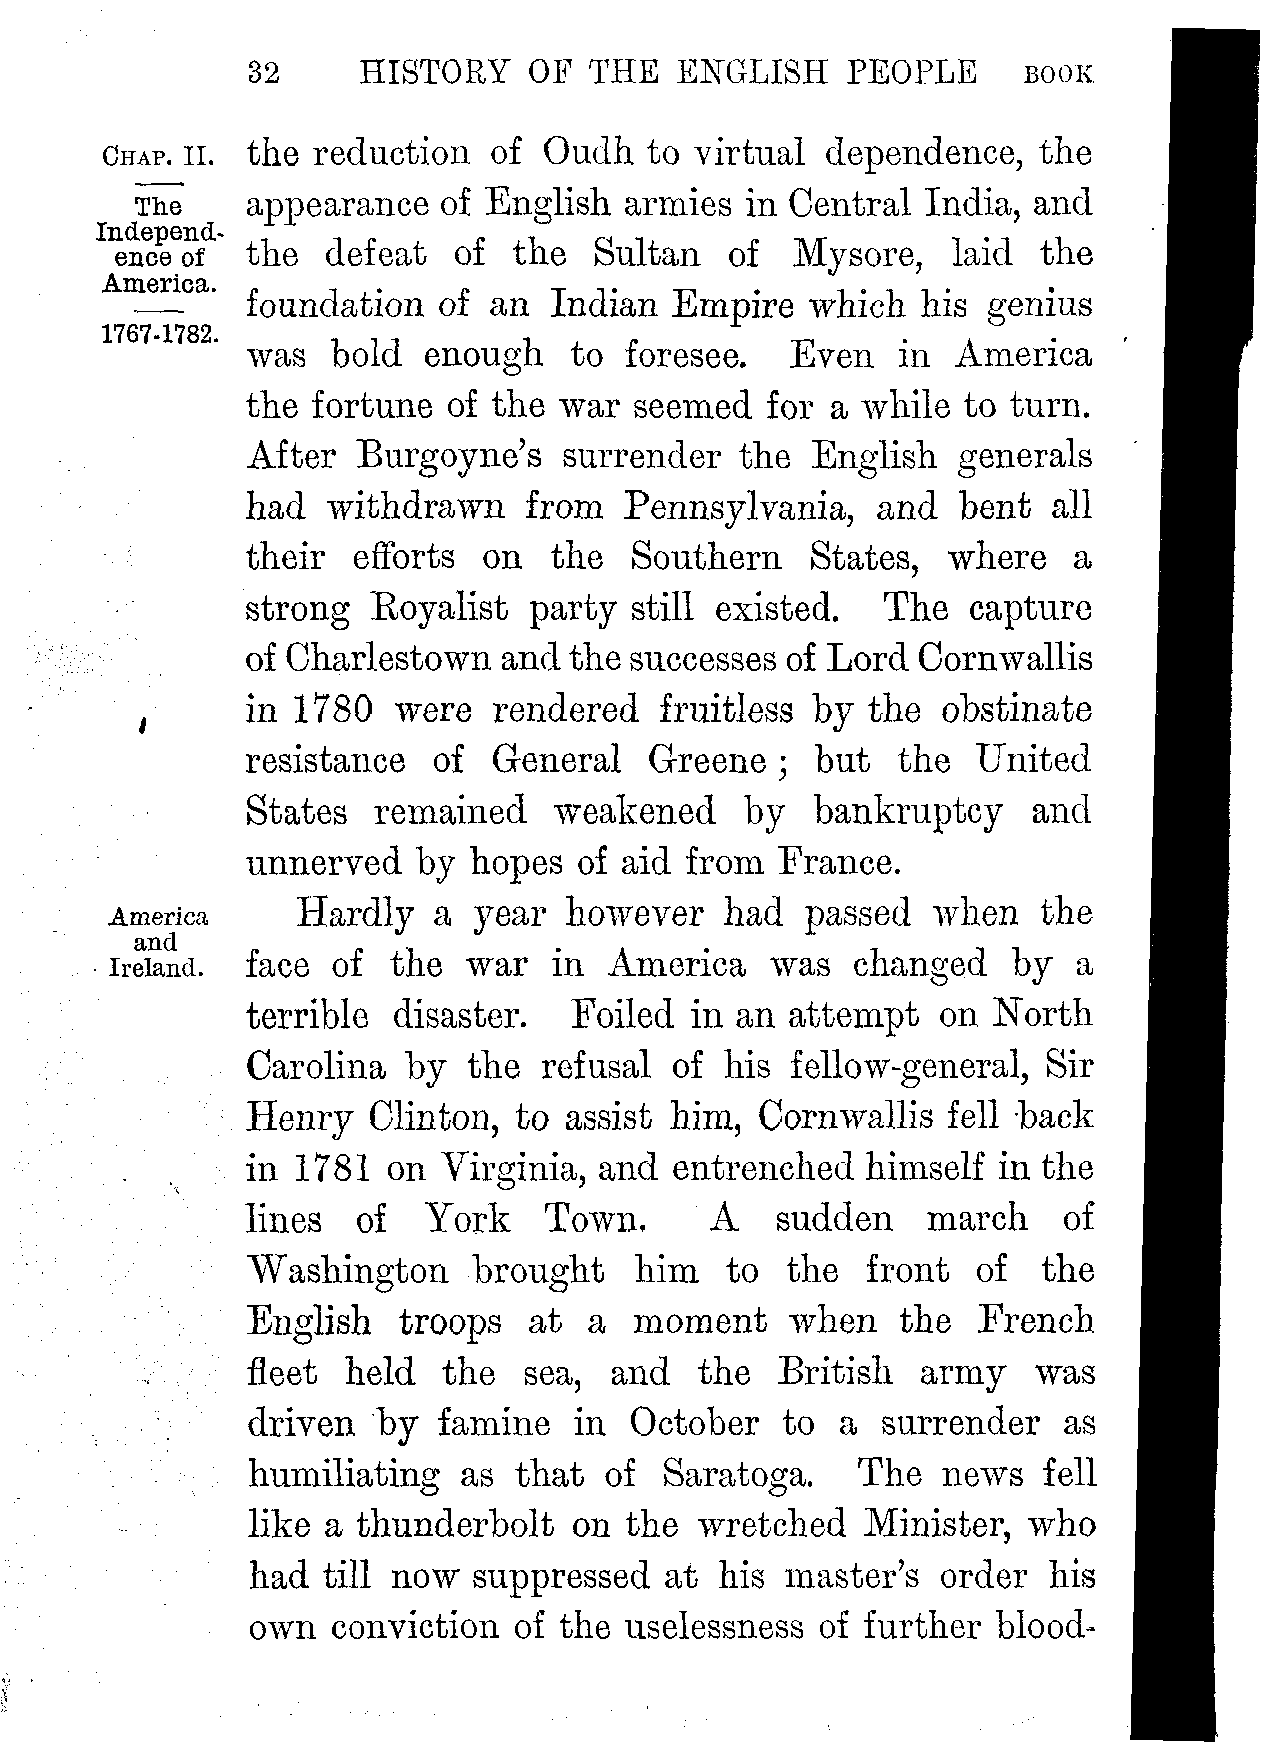 32 HISTORY OF THE ENGLISH PEOPLE BOOK
CHAP. II.
The
Independ-
ence of
America.
1767-1782.
the reduction of Oudh to virtual dependence, the
appearance of English armies in Central India, and
the defeat of the Sultan of Mysore, laid the
foundation of an Indian Empire which his genius
was bold enough to foresee. Even in America
the fortune of the war seemed for a while to turn.
After Burgoyne's surrender the English generals
had withdrawn from Pennsylvania, and bent all
their efforts on the Southern States, where a
strong Royalist party still existed. The capture
of Charlestown and the successes of Lord Cornwallis
in 1780 were rendered fruitless by the obstinate
resistance of General Greene ; but the United
States remained weakened by bankruptcy and
unnerved by hopes of aid from France.
America
and
Ireland.
Hardly a year however had passed when the
face of the war in America was changed by a
terrible disaster. Foiled in an attempt on North
Carolina by the refusal of his fellow-general, Sir
Henry Clinton, to assist him, Cornwallis fell back
in 1781 on Virginia, and entrenched himself in the
lines of York Town. A sudden march of
Washington brought him to the front of the
English troops at a moment when the French
fleet held the sea, and the British army was
driven by famine in October to a surrender as
humiliating as that of Saratoga. The news fell
like a thunderbolt on the wretched Minister, who
had till now suppressed at his master's order his
own conviction of the uselessness of further blood-